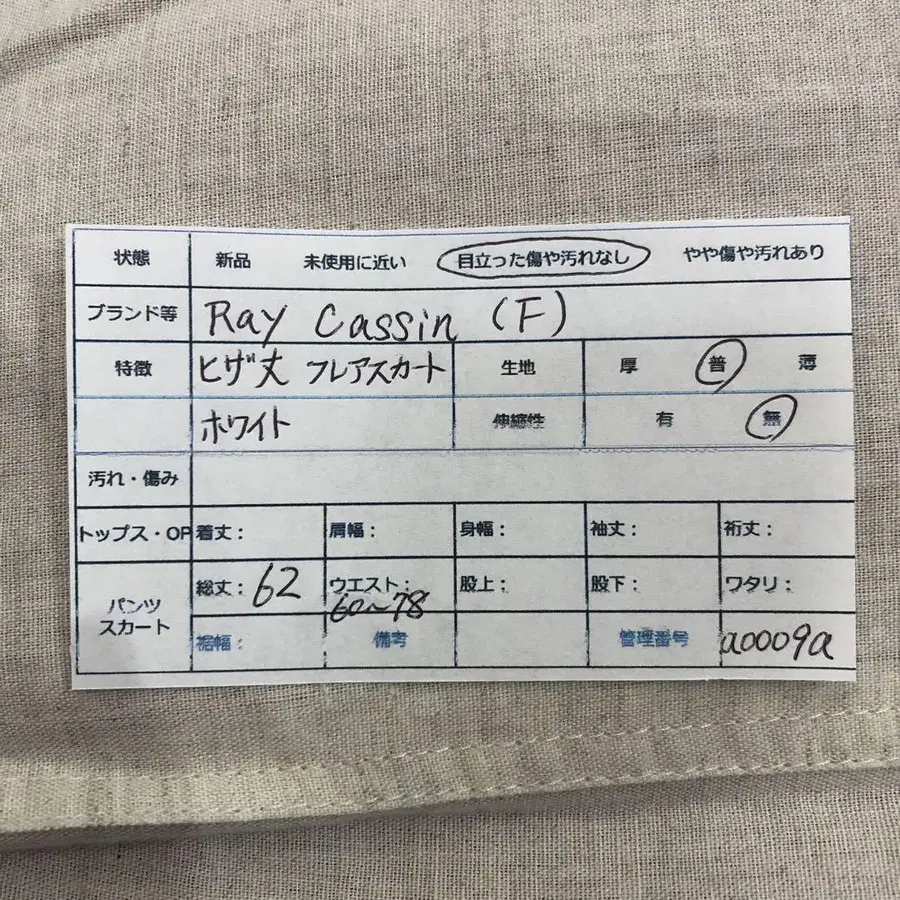 状態 新品 未使用に近い 目立った傷や汚れなし やや傷や汚れあり
ブランド等 Ray Cassin (F)
特徴 ヒザ丈 フレアスカート 生地 厚 普 薄
ホワイト 伸縮性 有 無
汚れ・傷み
トップス・OP 着丈: 肩幅: 身幅: 袖丈: 裄丈:
パンツ スカート 総丈: 62 ウエスト: 60~78 股上: 股下: ワタリ:
裾幅: 備考 管理番号 a0009a